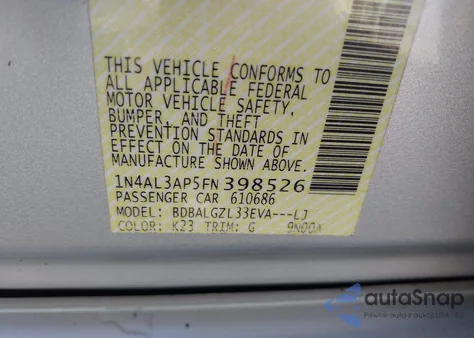 THIS VEHICLE CONFORMS TO
ALL APPLICABLE FEDERAL
MOTOR VEHICLE SAFETY,
BUMPER, AND THEFT
PREVENTION STANDARDS IN
EFFECT ON THE DATE OF
MANUFACTURE SHOWN ABOVE.
1N4AL3AP5FN398526
PASSENGER CAR 610686
MODEL: BDBALGZL33EVA---LJ
COLOR: K23 TRIM: G 9N00A
autoSnap